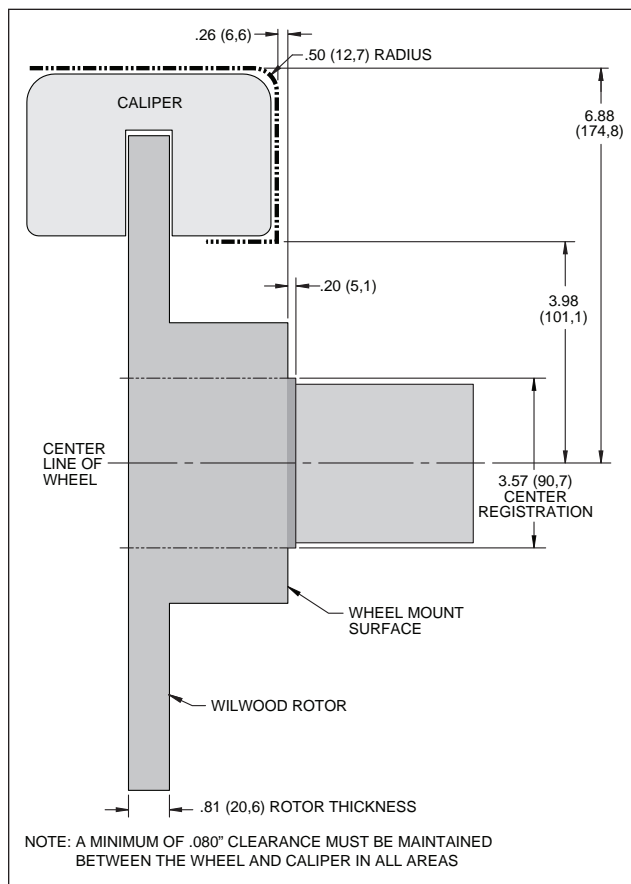 .26 (6,6)
.50 (12,7) RADIUS
CALIPER
6.88
(174,8)
.20 (5,1)
3.98
(101,1)
CENTER
LINE OF
WHEEL
3.57 (90,7)
CENTER
REGISTRATION
WHEEL MOUNT
SURFACE
WILWOOD ROTOR
.81 (20,6) ROTOR THICKNESS
NOTE: A MINIMUM OF .080" CLEARANCE MUST BE MAINTAINED
BETWEEN THE WHEEL AND CALIPER IN ALL AREAS